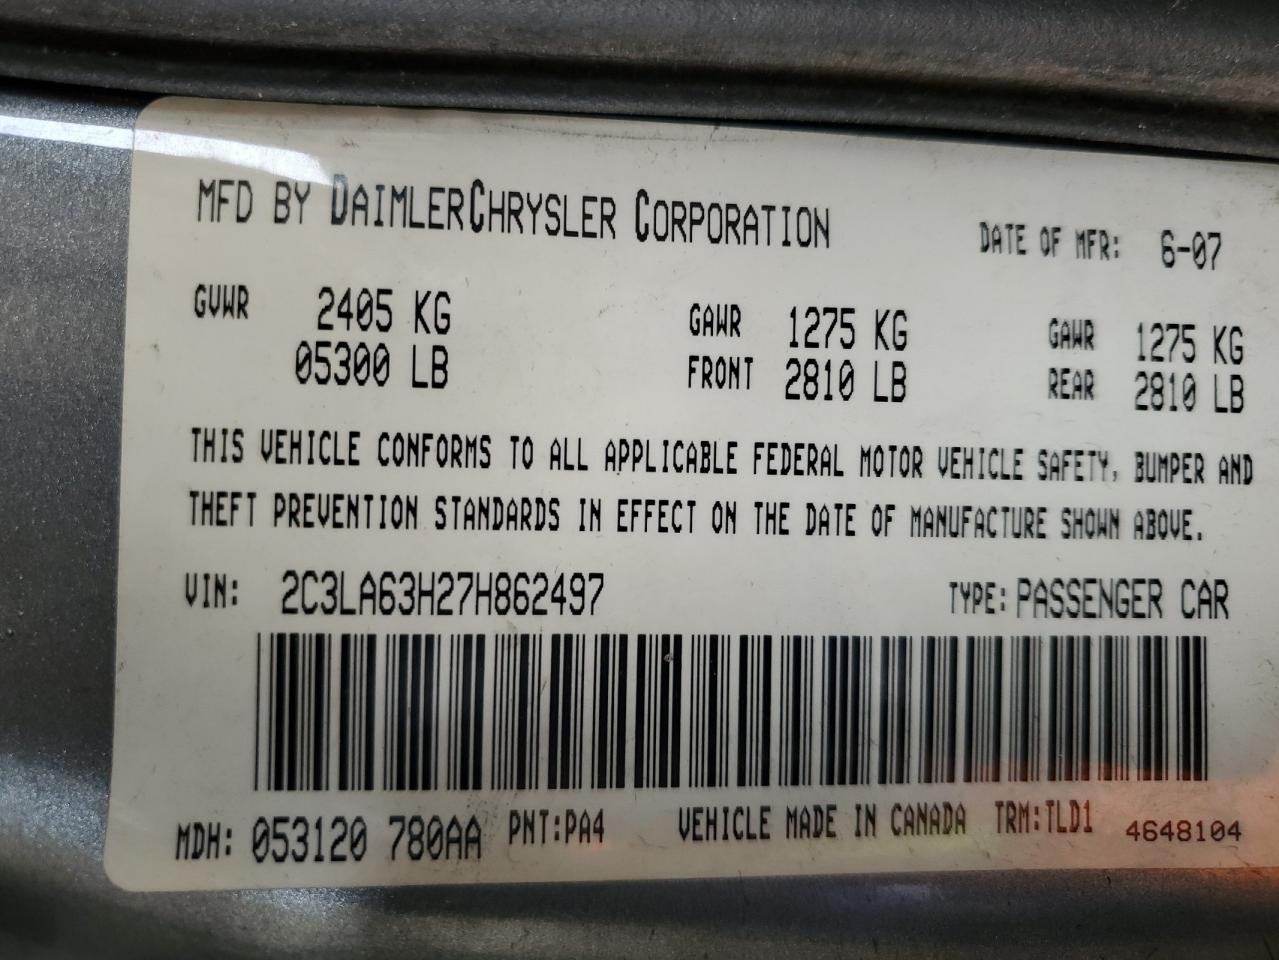 MFD BY DAIMLERCHRYSLER CORPORATION DATE OF MFR: 6-07
GVWR 2405 KG GAWR 1275 KG GAWR 1275 KG
05300 LB FRONT 2810 LB REAR 2810 LB
THIS VEHICLE CONFORMS TO ALL APPLICABLE FEDERAL MOTOR VEHICLE SAFETY, BUMPER AND
THEFT PREVENTION STANDARDS IN EFFECT ON THE DATE OF MANUFACTURE SHOWN ABOVE.
VIN: 2C3LA63H27H862497 TYPE: PASSENGER CAR
MDH: 053120 780AA PNT:PA4 VEHICLE MADE IN CANADA TRM:TLD1 4648104